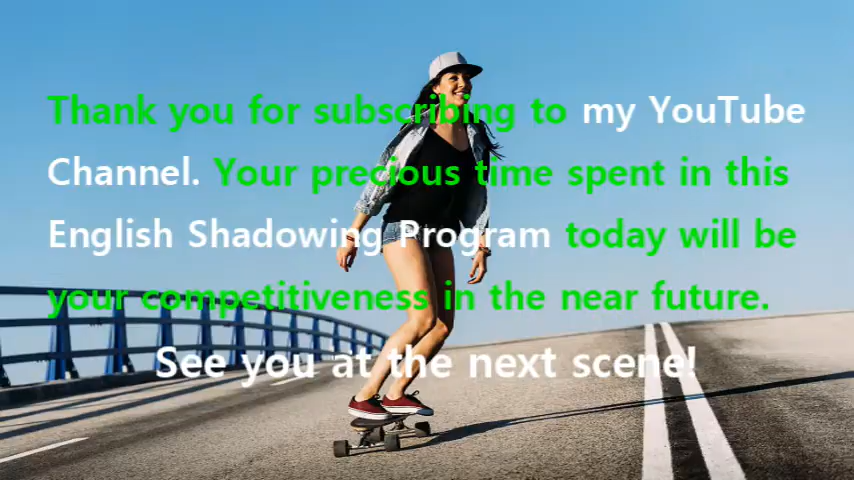 Thank you for subscribing to my YouTube
Channel. Your precious time spent in this
English Shadowing Program today will be
your competitiveness in the near future.
See you at the next scene!